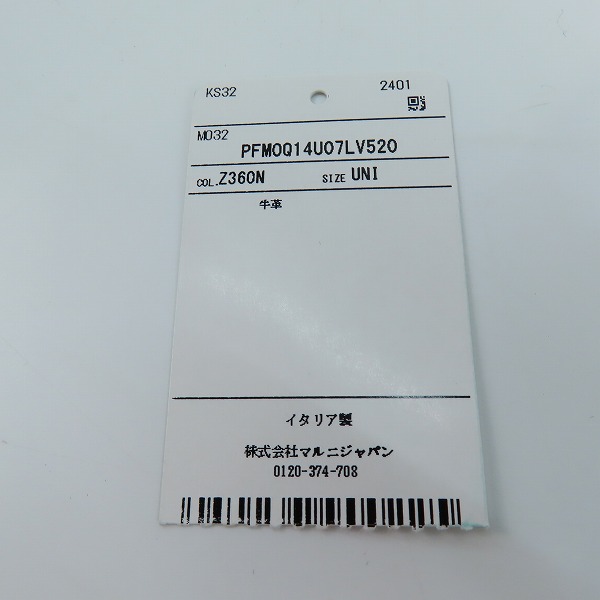 KS32 2401
M032
PFMOQ14U07LV520
COL.Z360N SIZE UNI
牛革
イタリア製
株式会社マルニジャパン
0120-374-708